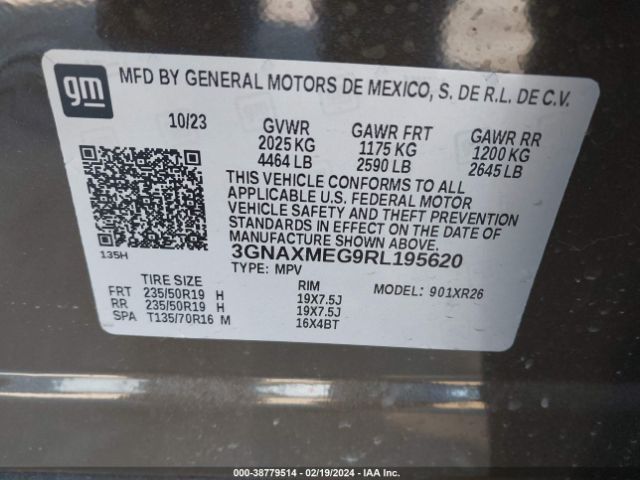 gm
MFD BY GENERAL MOTORS DE MEXICO, S. DE R.L. DE C.V.
10/23 GVWR GAWR FRT GAWR RR
2025 KG 1175 KG 1200 KG
4464 LB 2590 LB 2645 LB
THIS VEHICLE CONFORMS TO ALL
APPLICABLE U.S. FEDERAL MOTOR
VEHICLE SAFETY AND THEFT PREVENTION
STANDARDS IN EFFECT ON THE DATE OF
MANUFACTURE SHOWN ABOVE.
135H 3GNAXMEG9RL195620
TYPE: MPV
TIRE SIZE RIM MODEL: 901XR26
FRT 235/50R19 H 19X7.5J
RR 235/50R19 H 19X7.5J
SPA T135/70R16 M 16X4BT
000-38779514 - 02/19/2024 - IAA Inc.